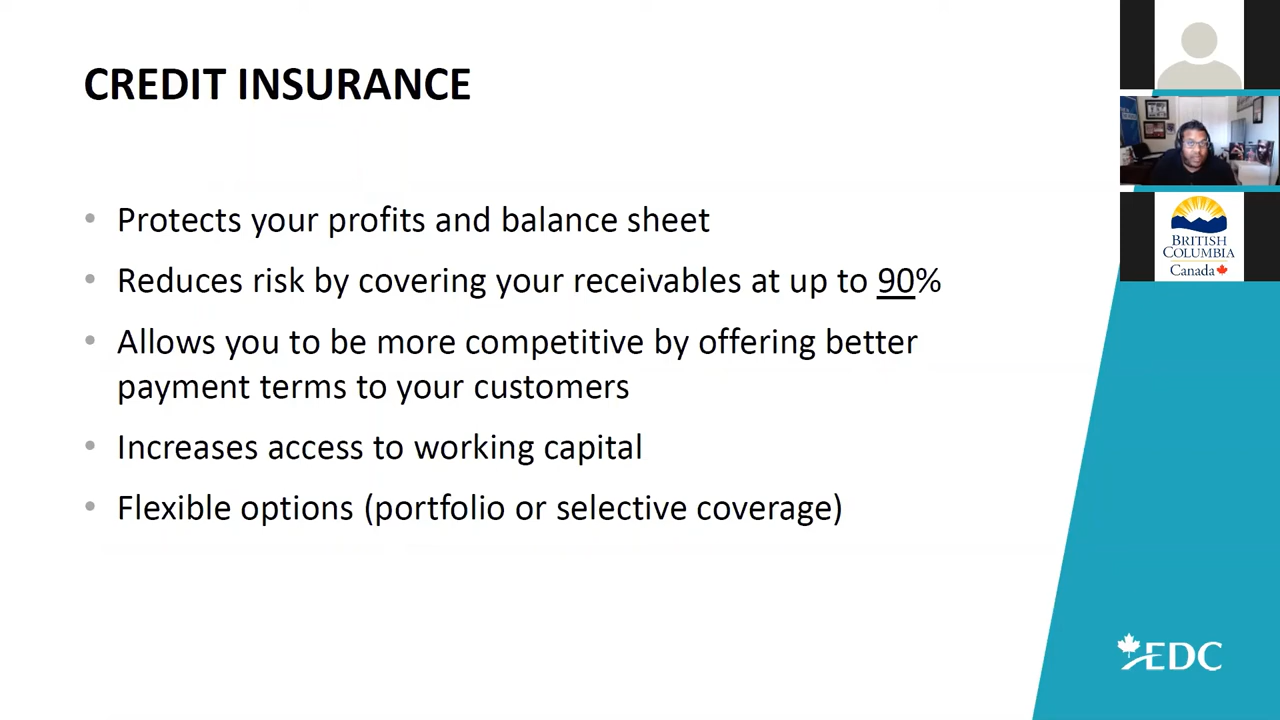 CREDIT INSURANCE
• Protects your profits and balance sheet
• Reduces risk by covering your receivables at up to 90%
• Allows you to be more competitive by offering better
payment terms to your customers
• Increases access to working capital
• Flexible options (portfolio or selective coverage)
BRITISH
COLUMBIA
Canada
EDC